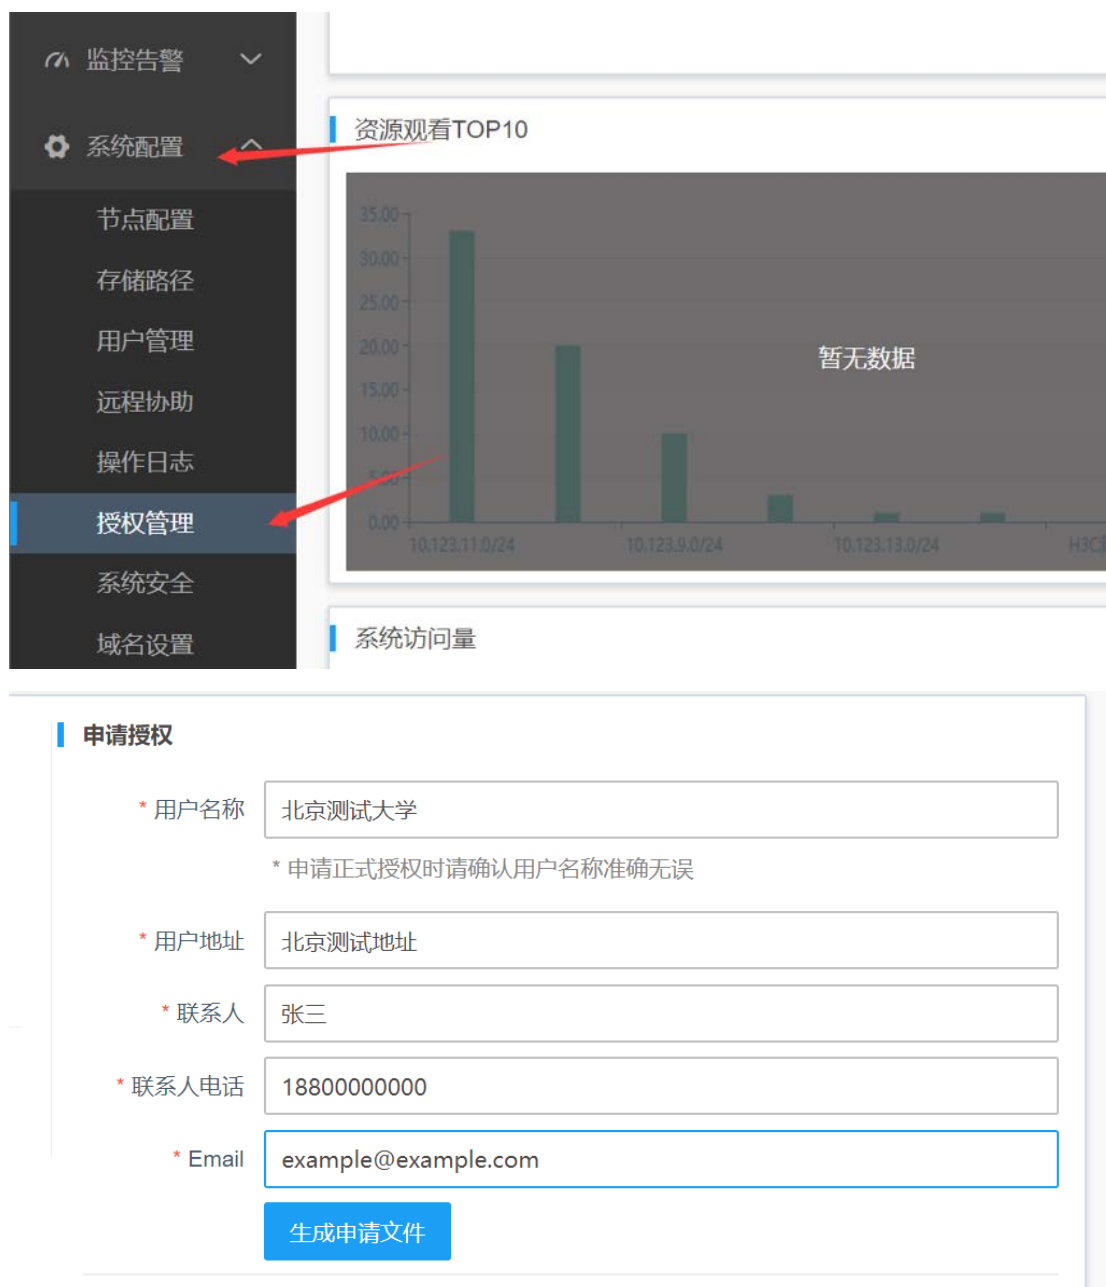 监控告警
系统配置
节点配置
存储路径
用户管理
远程协助
操作日志
授权管理
系统安全
域名设置
资源观看TOP10
35.00
30.00
25.00
20.00
15.00
10.00
5.00
0.00
暂无数据
10.123.11.0/24
10.123.9.0/24
10.123.13.0/24
系统访问量
申请授权
* 用户名称
北京测试大学
* 申请正式授权时请确认用户名称准确无误
* 用户地址
北京测试地址
* 联系人
张三
* 联系人电话
18800000000
* Email
example@example.com
生成申请文件